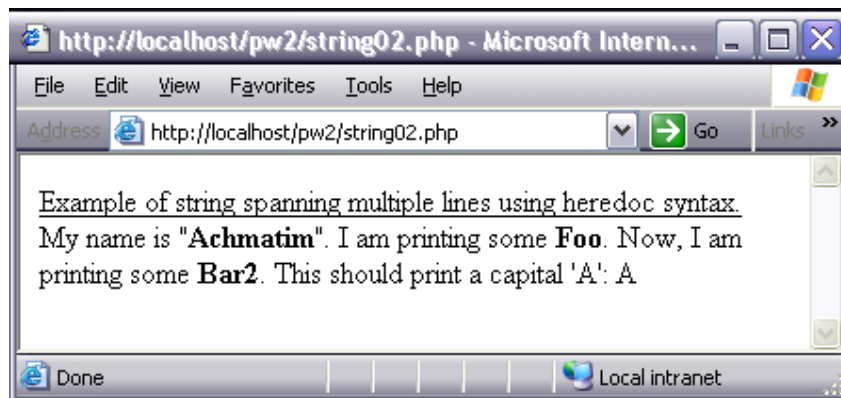 http://localhost/pw2/string02.php - Microsoft Intern...
File Edit View Favorites Tools Help
Address http://localhost/pw2/string02.php Go Links »
Example of string spanning multiple lines using heredoc syntax.
My name is "Achmatim". I am printing some Foo. Now, I am
printing some Bar2. This should print a capital 'A': A
Done Local intranet